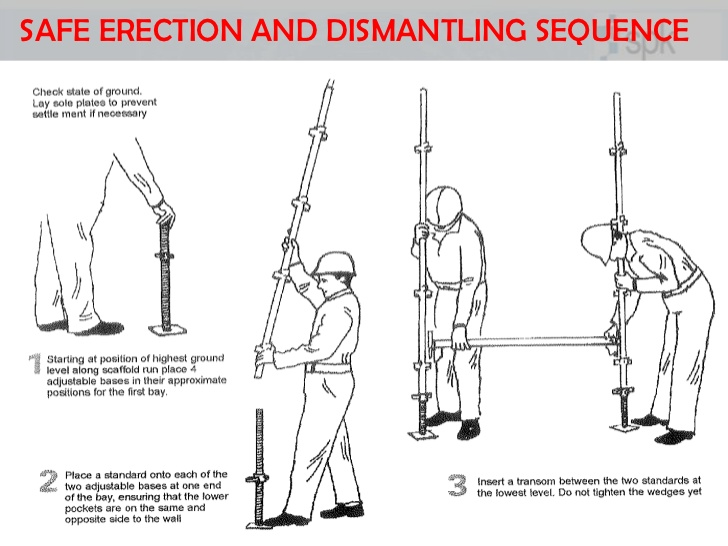 SAFE ERECTION AND DISMANTLING SEQUENCE
spk
Check state of ground.
Lay sole plates to prevent
settle ment if necessary
1 Starting at position of highest ground
level along scaffold run place 4
adjustable bases in their approximate
positions for the first bay.
2 Place a standard onto each of the
two adjustable bases at one end
of the bay, ensuring that the lower
pockets are on the same and
opposite side to the wall
3 Insert a transom between the two standards at
the lowest level. Do not tighten the wedges yet